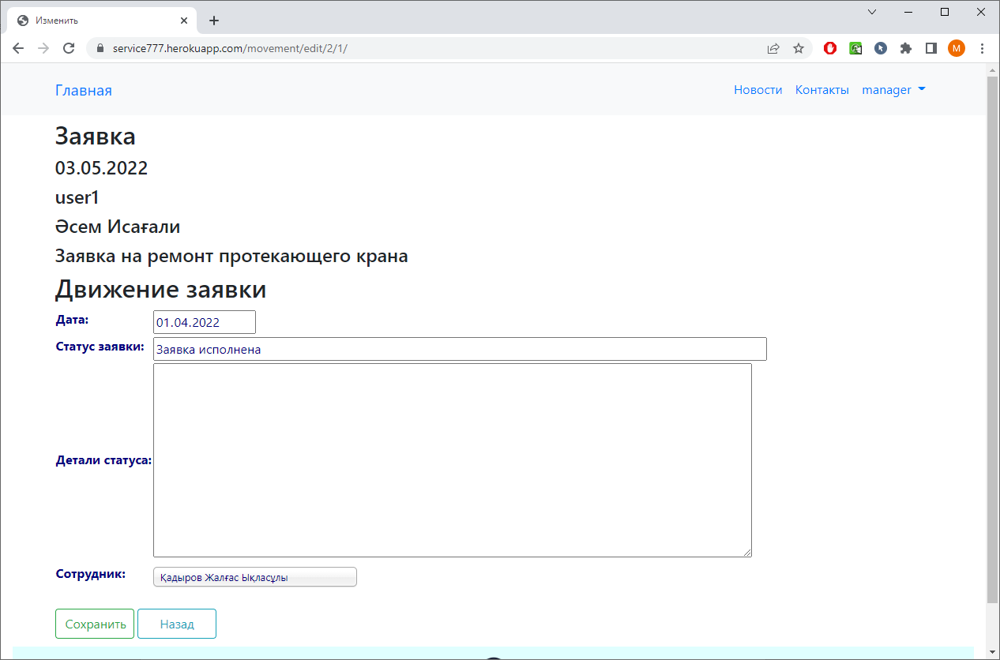 Изменить
service777.herokuapp.com/movement/edit/2/1/
M
Главная
Новости Контакты manager
Заявка
03.05.2022
user1
Әсем Исағали
Заявка на ремонт протекающего крана
Движение заявки
Дата: 01.04.2022
Статус заявки: Заявка исполнена
Детали статуса:
Сотрудник: Қадыров Жалғас Ықласұлы
Сохранить Назад